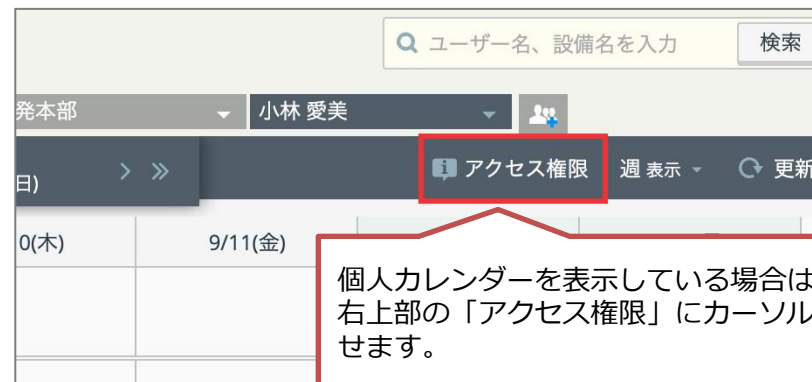 ユーザー名、設備名を入力 検索
発本部 小林 愛美
日) アクセス権限 週 表示 更新
0(木) 9/11(金)
個人カレンダーを表示している場合は
右上部の「アクセス権限」にカーソル
せます。